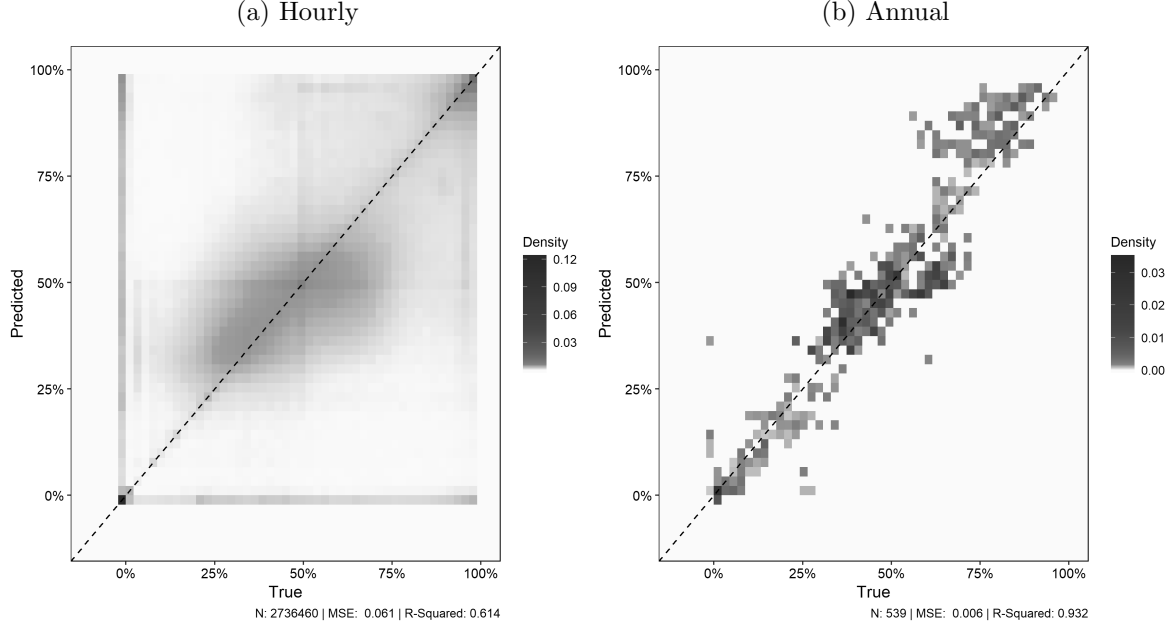 (a) Hourly
100%
75%
50%
25%
0%
Predicted
0% 25% 50% 75% 100%
True
Density
0.12
0.09
0.06
0.03
N: 2736460 | MSE: 0.061 | R-Squared: 0.614
(b) Annual
100%
75%
50%
25%
0%
Predicted
0% 25% 50% 75% 100%
True
Density
0.03
0.02
0.01
0.00
N: 539 | MSE: 0.006 | R-Squared: 0.932